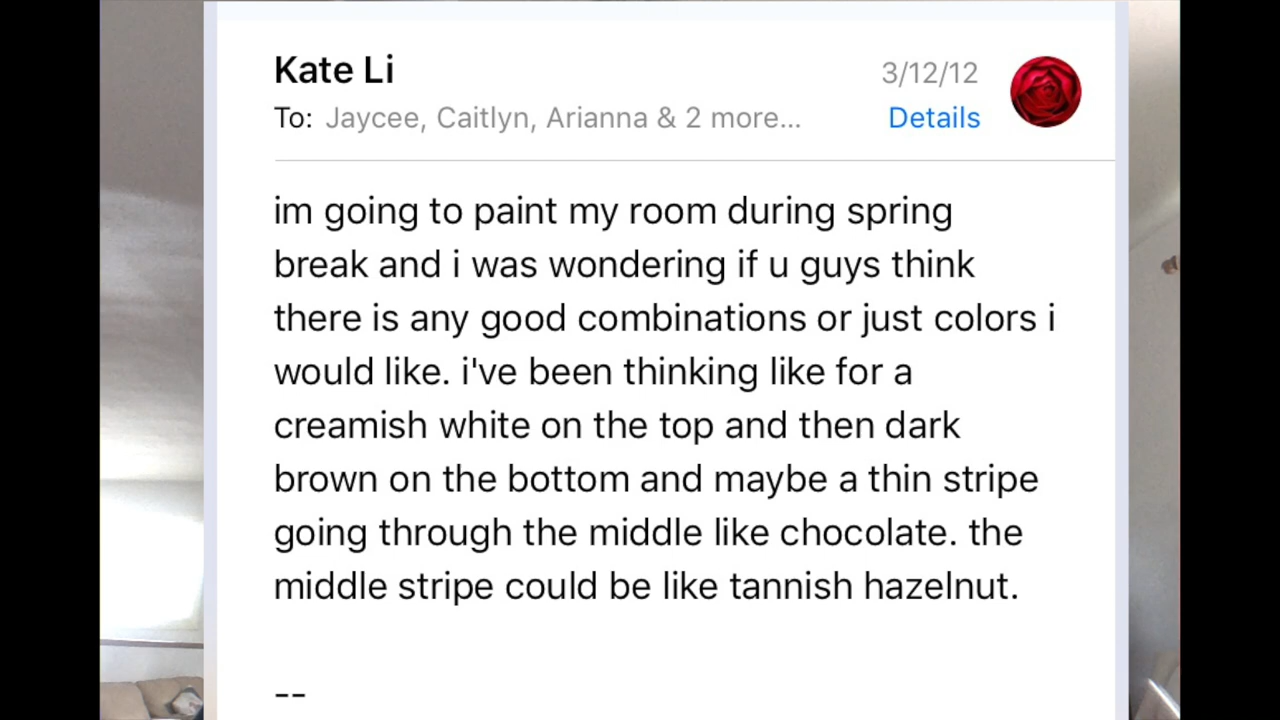 Kate Li
3/12/12
To: Jaycee, Caitlyn, Arianna & 2 more...
Details
im going to paint my room during spring
break and i was wondering if u guys think
there is any good combinations or just colors i
would like. i've been thinking like for a
creamish white on the top and then dark
brown on the bottom and maybe a thin stripe
going through the middle like chocolate. the
middle stripe could be like tannish hazelnut.
--